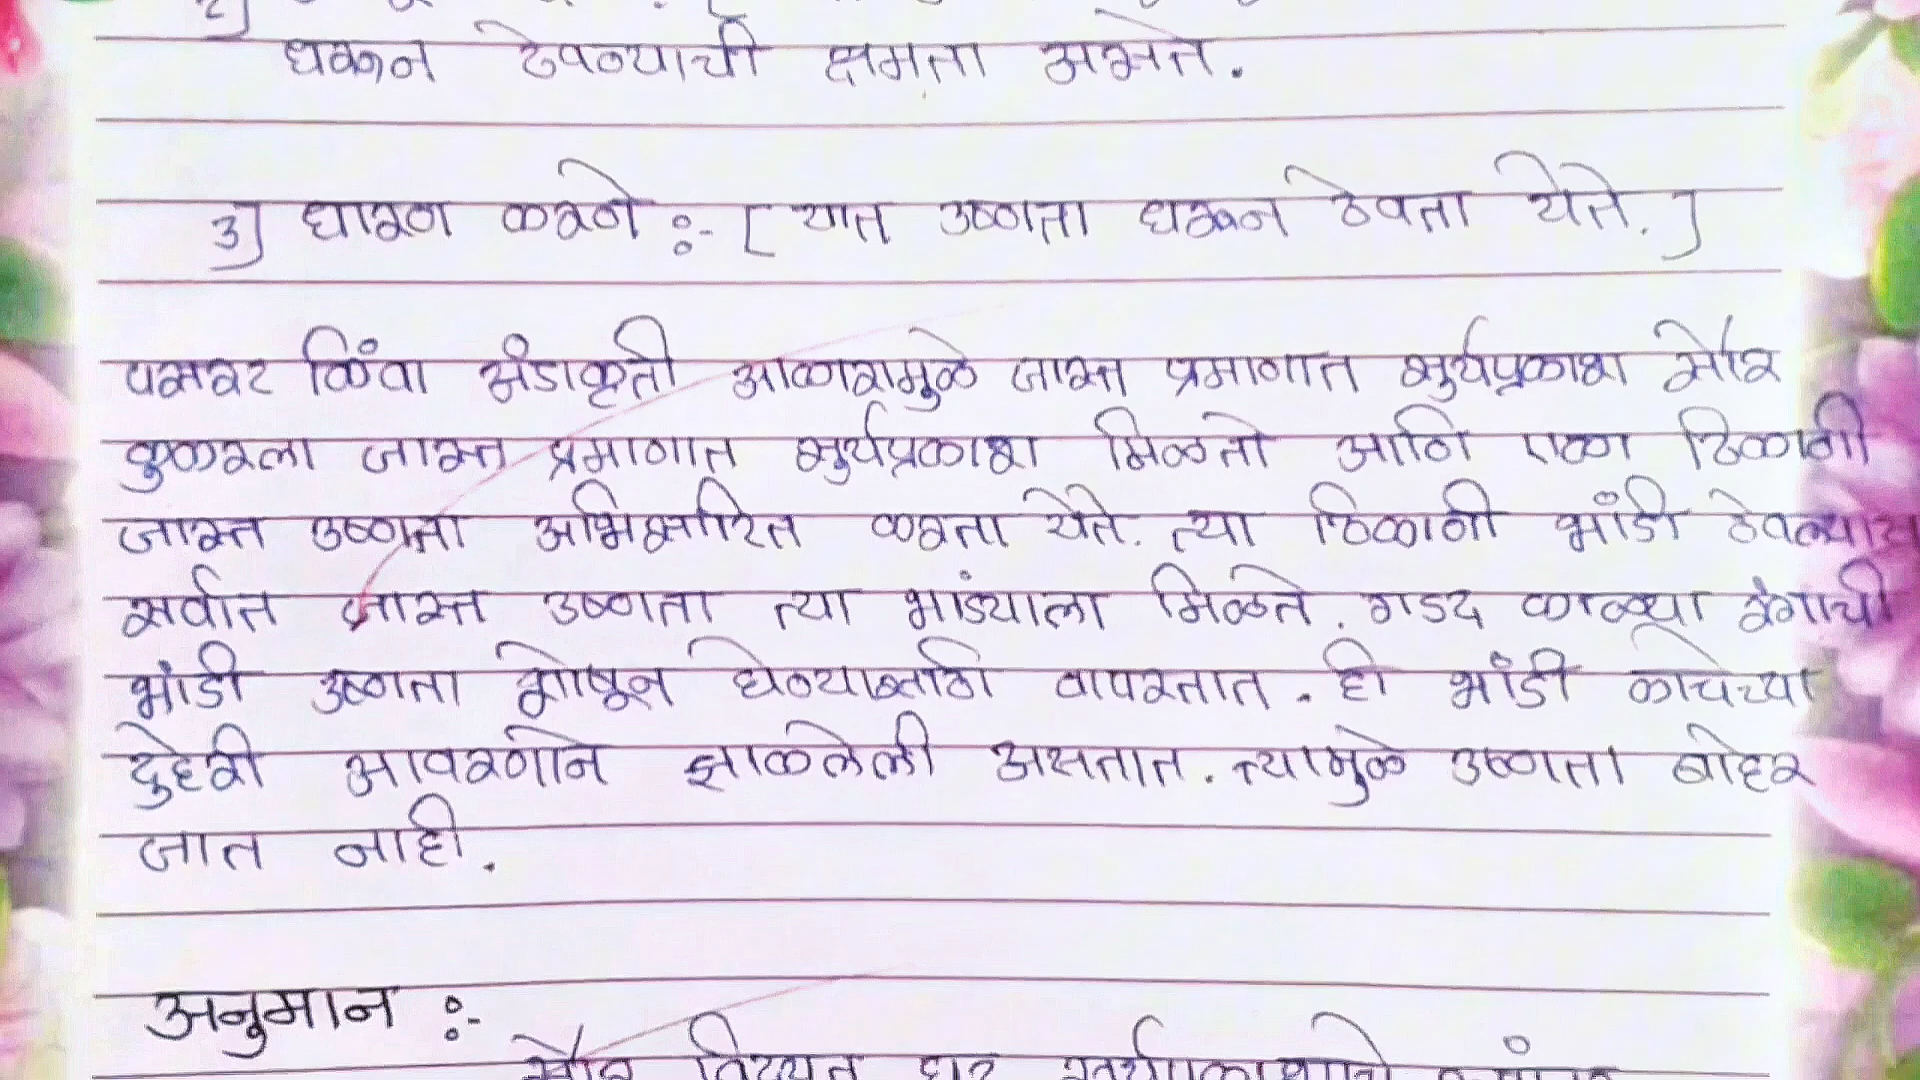 २]
धरून ठेवण्याची क्षमता असते.
३] धारण करणे :- [ यात उष्णता धरून ठेवता येते. ]
पसरट किंवा अंडाकृती आकारामुळे जास्त प्रमाणात सुर्यप्रकाश सौर
कुकरला जास्त प्रमाणात सुर्यप्रकाश मिळतो आणि एका ठिकाणी
जास्त उष्णता अभिसारित करता येते. त्या ठिकाणी भांडी ठेवल्यास
सर्वात जास्त उष्णता त्या भांड्याला मिळते. गडद काळ्या रंगाची
भांडी उष्णता शोषून घेण्यासाठी वापरतात. ही भांडी काचेच्या
दुहेरी आवरणाने झाकलेली असतात. त्यामुळे उष्णता बाहेर
जात नाही.
अनुमान :-
सौर विद्युत घट